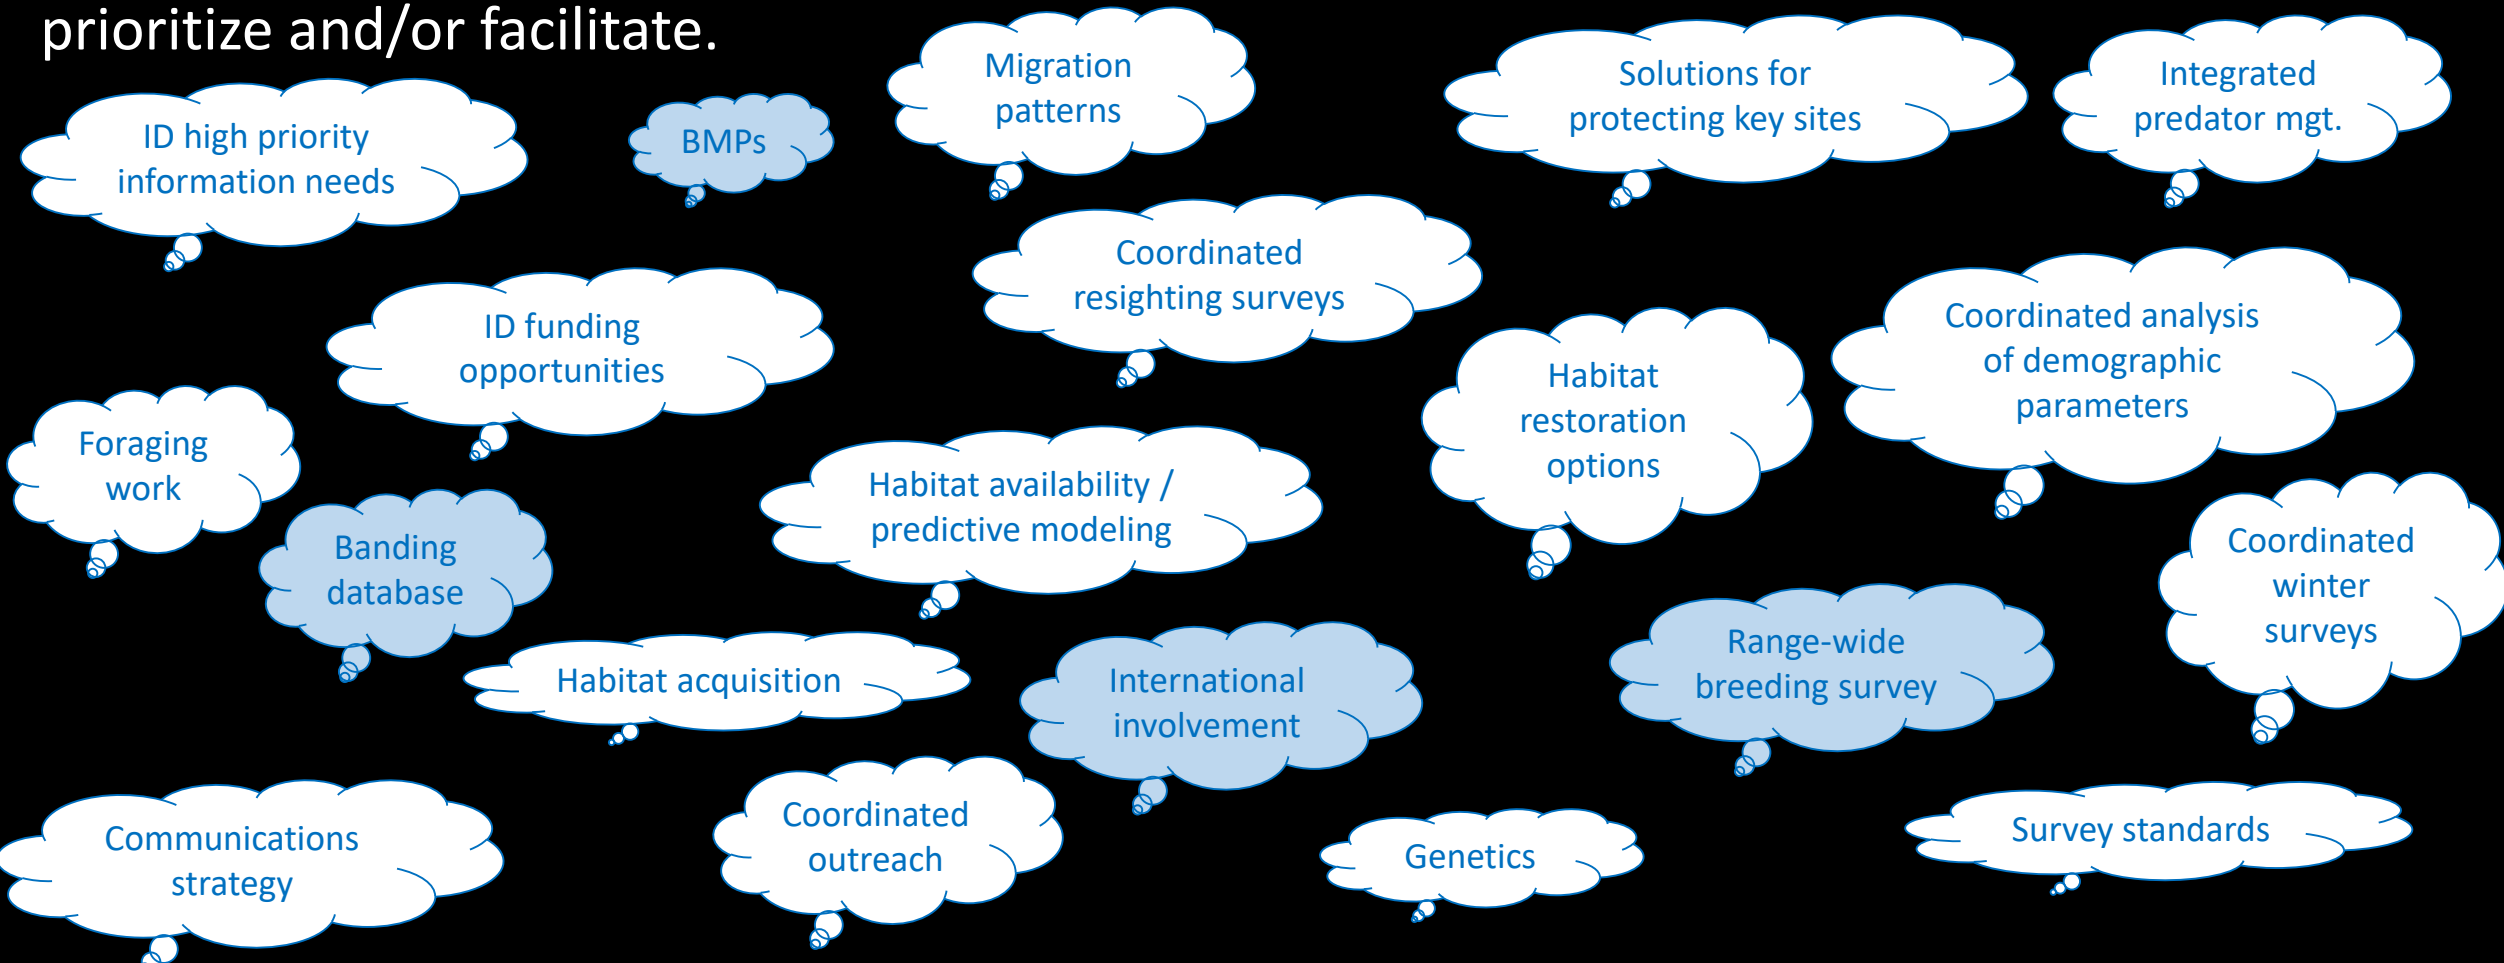 prioritize and/or facilitate.
ID high priority
information needs
BMPs
Migration
patterns
Solutions for
protecting key sites
Integrated
predator mgt.
Coordinated
resighting surveys
ID funding
opportunities
Coordinated analysis
of demographic
parameters
Habitat
restoration
options
Foraging
work
Habitat availability /
predictive modeling
Banding
database
Coordinated
winter
surveys
Habitat acquisition
International
involvement
Range-wide
breeding survey
Communications
strategy
Coordinated
outreach
Genetics
Survey standards